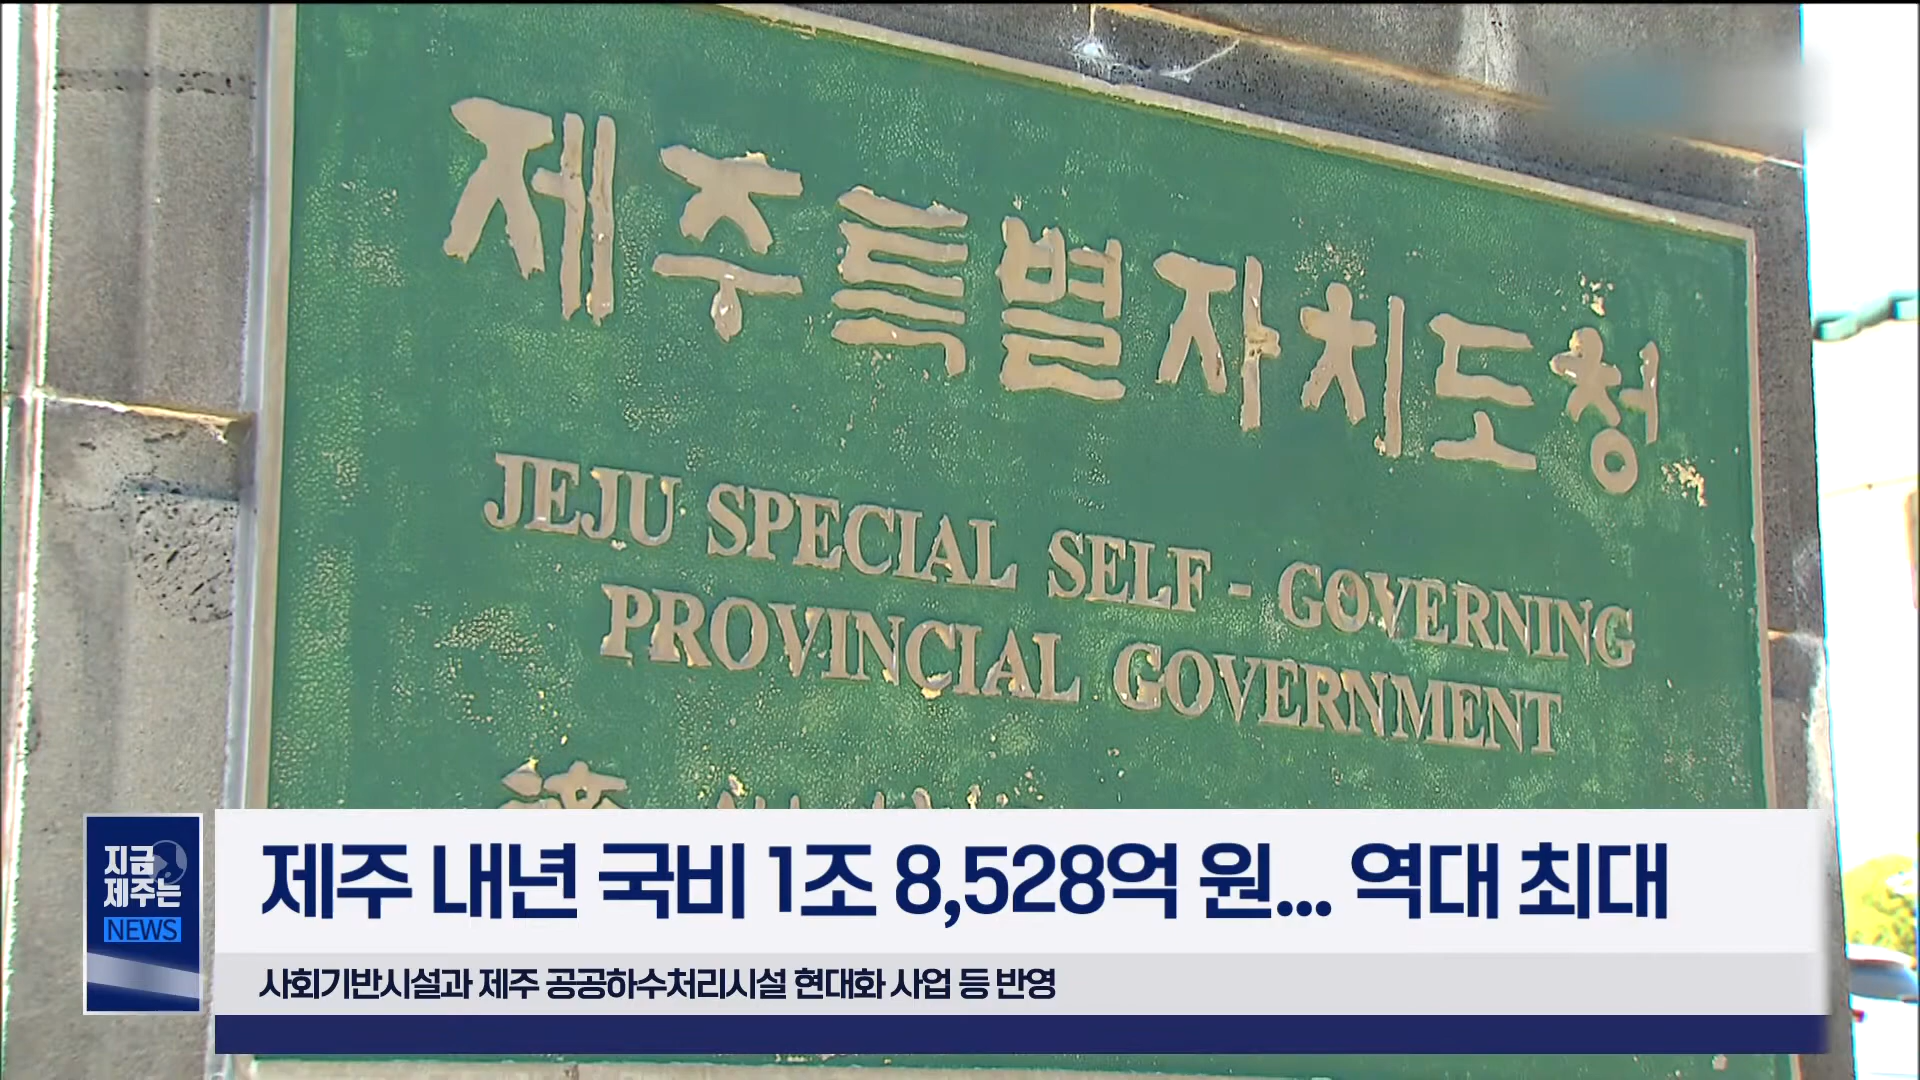 제주특별자치도청
JEJU SPECIAL SELF - GOVERNING
PROVINCIAL GOVERNMENT
지금
제주는
NEWS
제주 내년 국비 1조 8,528억 원... 역대 최대
사회기반시설과 제주 공공하수처리시설 현대화 사업 등 반영